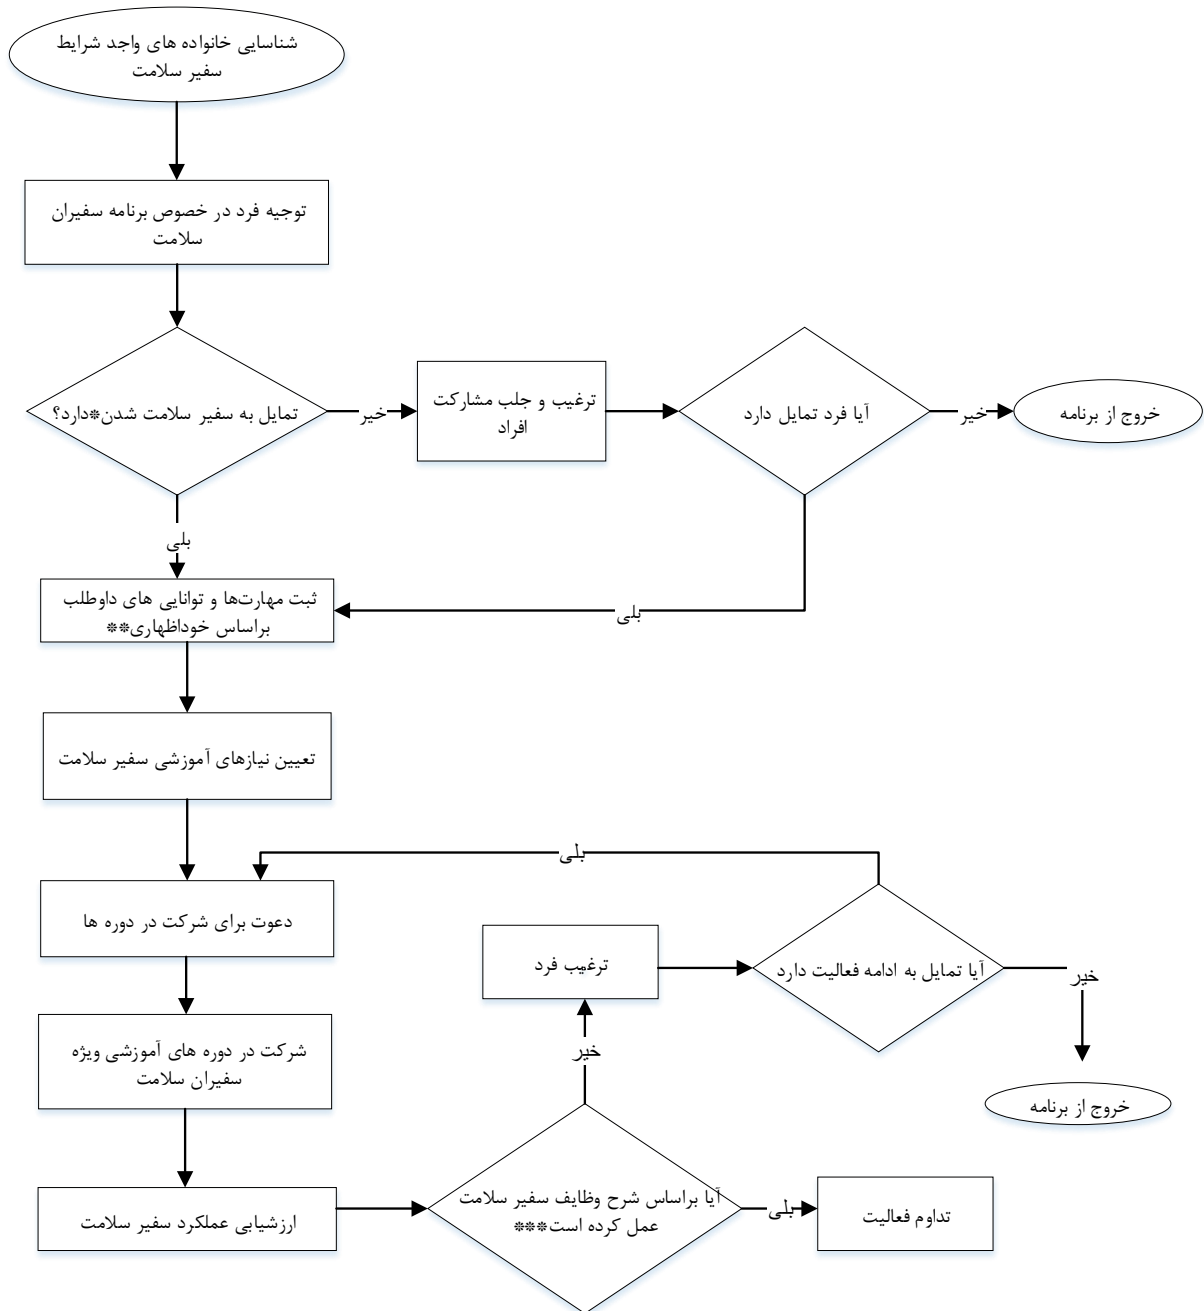 شناسایی خانواده های واجد شرایط
سفیر سلامت
توجیه فرد در خصوص برنامه سفیران
سلامت
تمایل به سفیر سلامت شدن*دارد؟
خیر
ترغیب و جلب مشارکت
افراد
آیا فرد تمایل دارد
خیر
خروج از برنامه
بلی
بلی
ثبت مهارت‌ها و توانایی های داوطلب
براساس خوداظهاری**
تعیین نیازهای آموزشی سفیر سلامت
بلی
دعوت برای شرکت در دوره ها
ترغیب فرد
آیا تمایل به ادامه فعالیت دارد
خیر
خروج از برنامه
شرکت در دوره های آموزشی ویژه
سفیران سلامت
خیر
ارزشیابی عملکرد سفیر سلامت
آیا براساس شرح وظایف سفیر سلامت
عمل کرده است***
بلی
تداوم فعالیت